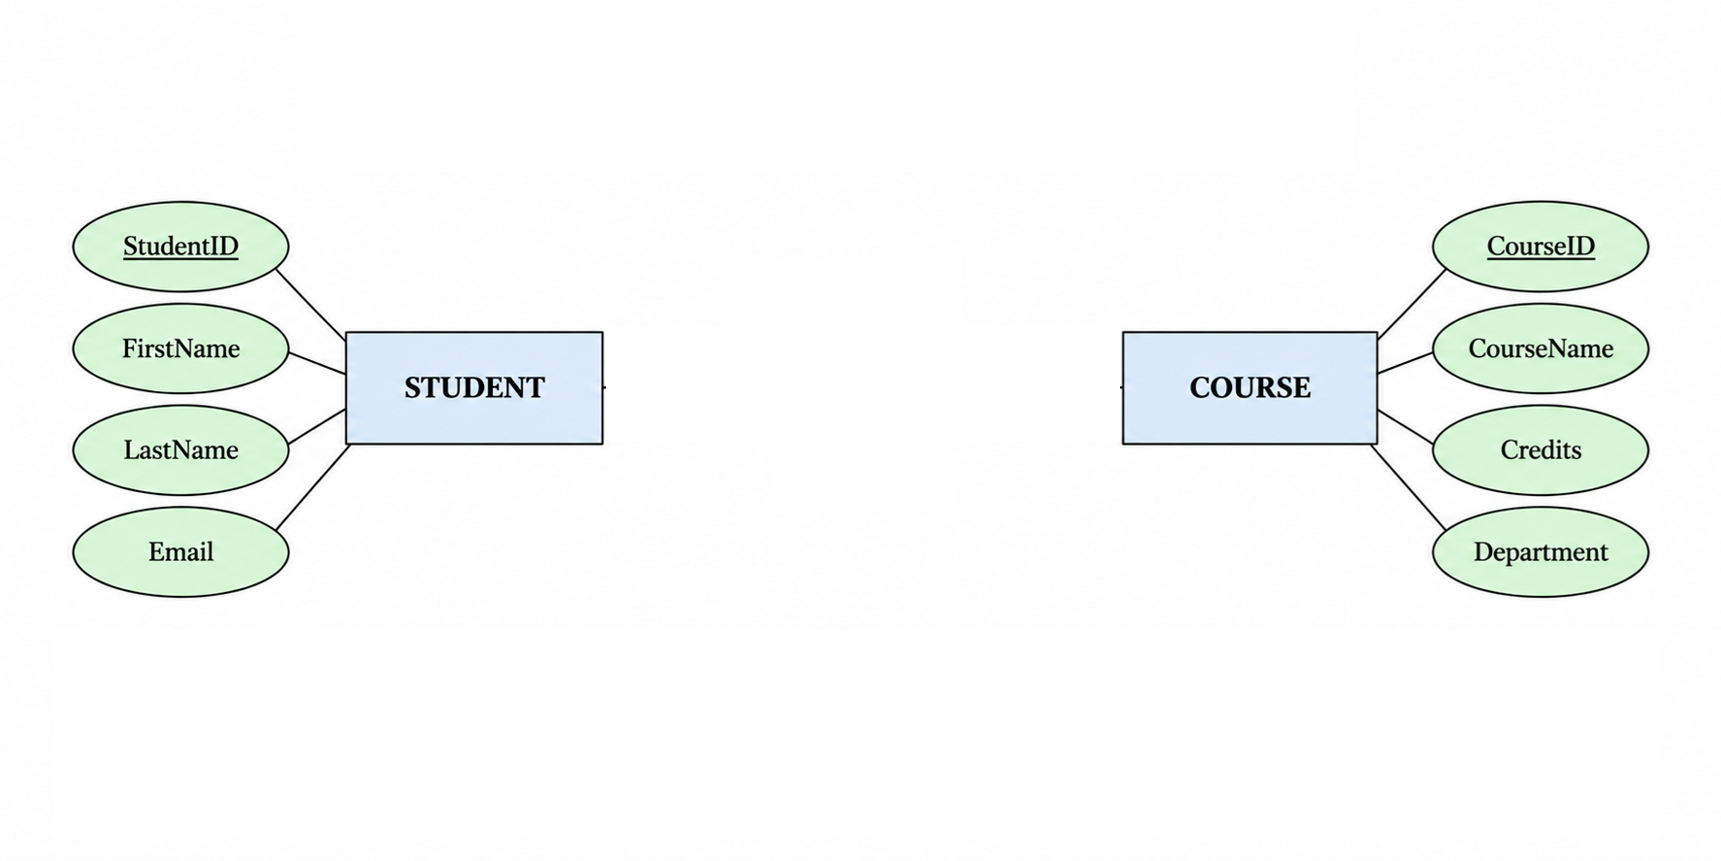 StudentID
FirstName
LastName
Email
STUDENT
COURSE
CourseID
CourseName
Credits
Department